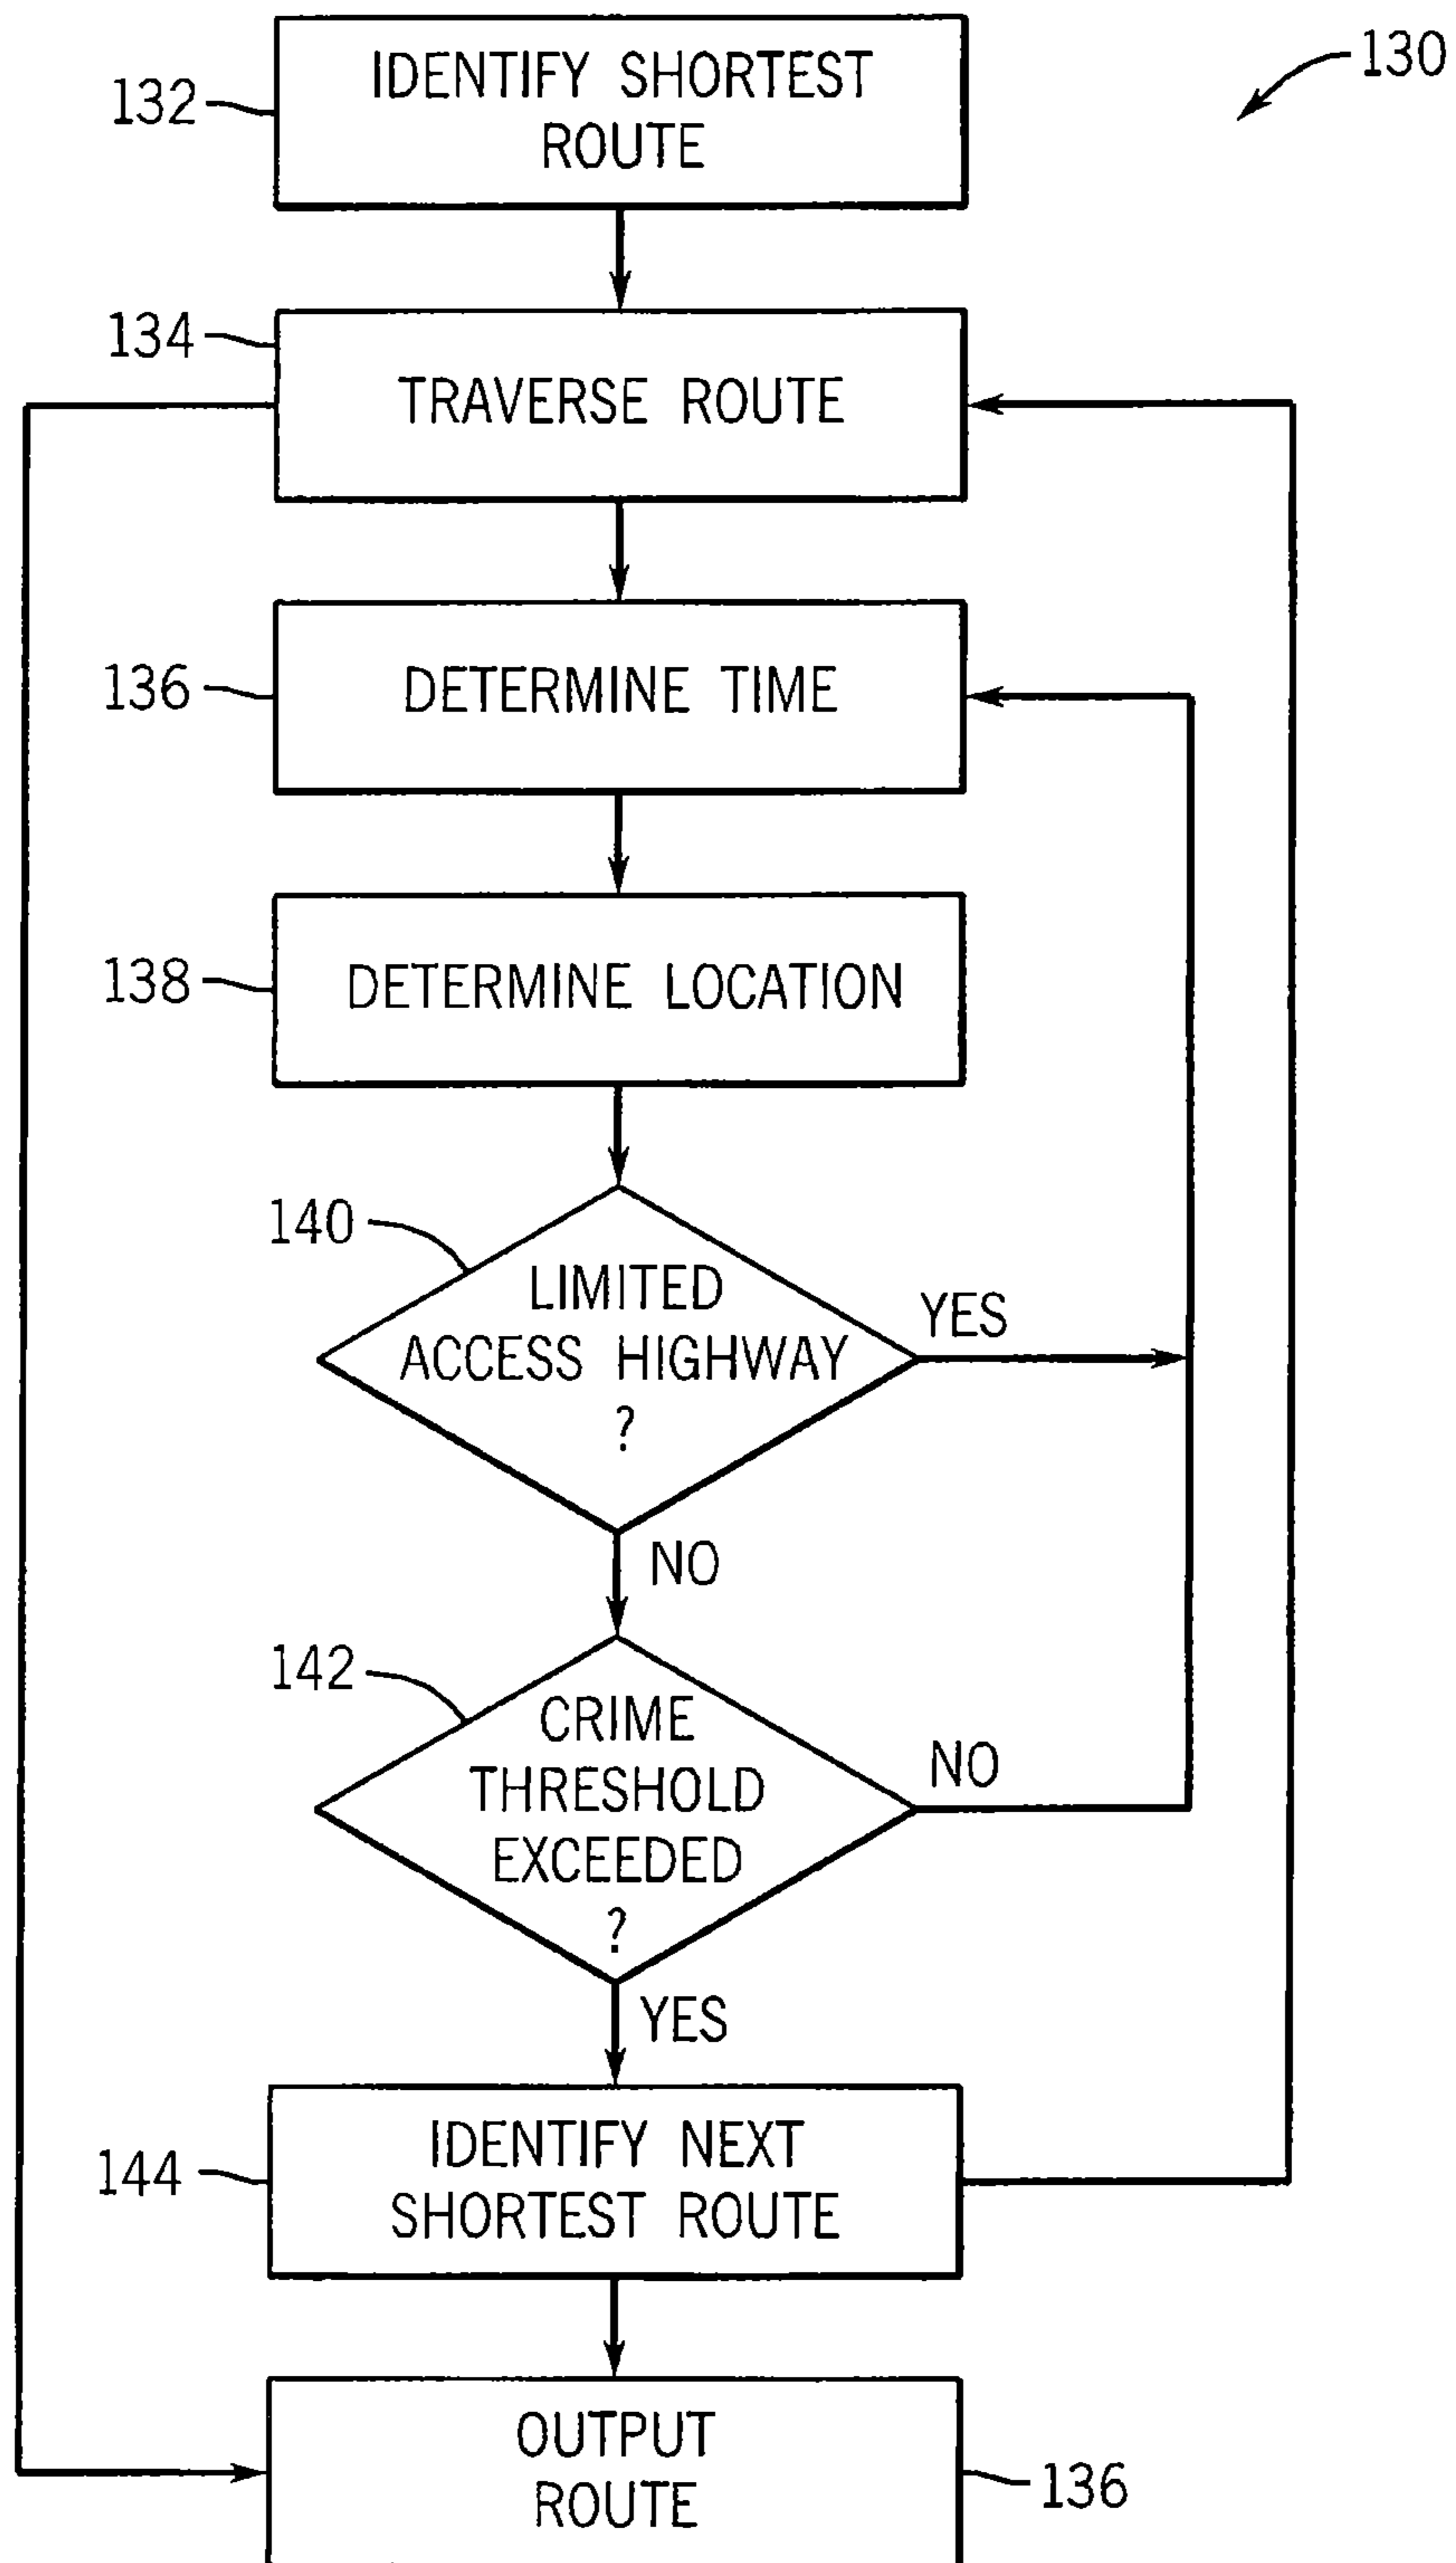 130
132
IDENTIFY SHORTEST
ROUTE
134
TRAVERSE ROUTE
136
DETERMINE TIME
138
DETERMINE LOCATION
140
LIMITED
ACCESS HIGHWAY
?
YES
NO
142
CRIME
THRESHOLD
EXCEEDED
?
NO
YES
144
IDENTIFY NEXT
SHORTEST ROUTE
OUTPUT
ROUTE
136